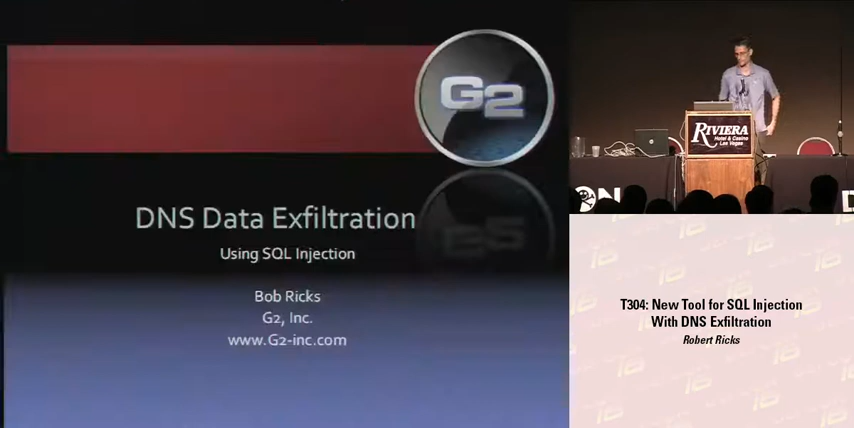 G2
DNS Data Exfiltration
Using SQL Injection
Bob Ricks
G2, Inc.
www.G2-inc.com
RIVIERA
Hotel & Casino
Las Vegas
T304: New Tool for SQL Injection
With DNS Exfiltration
Robert Ricks